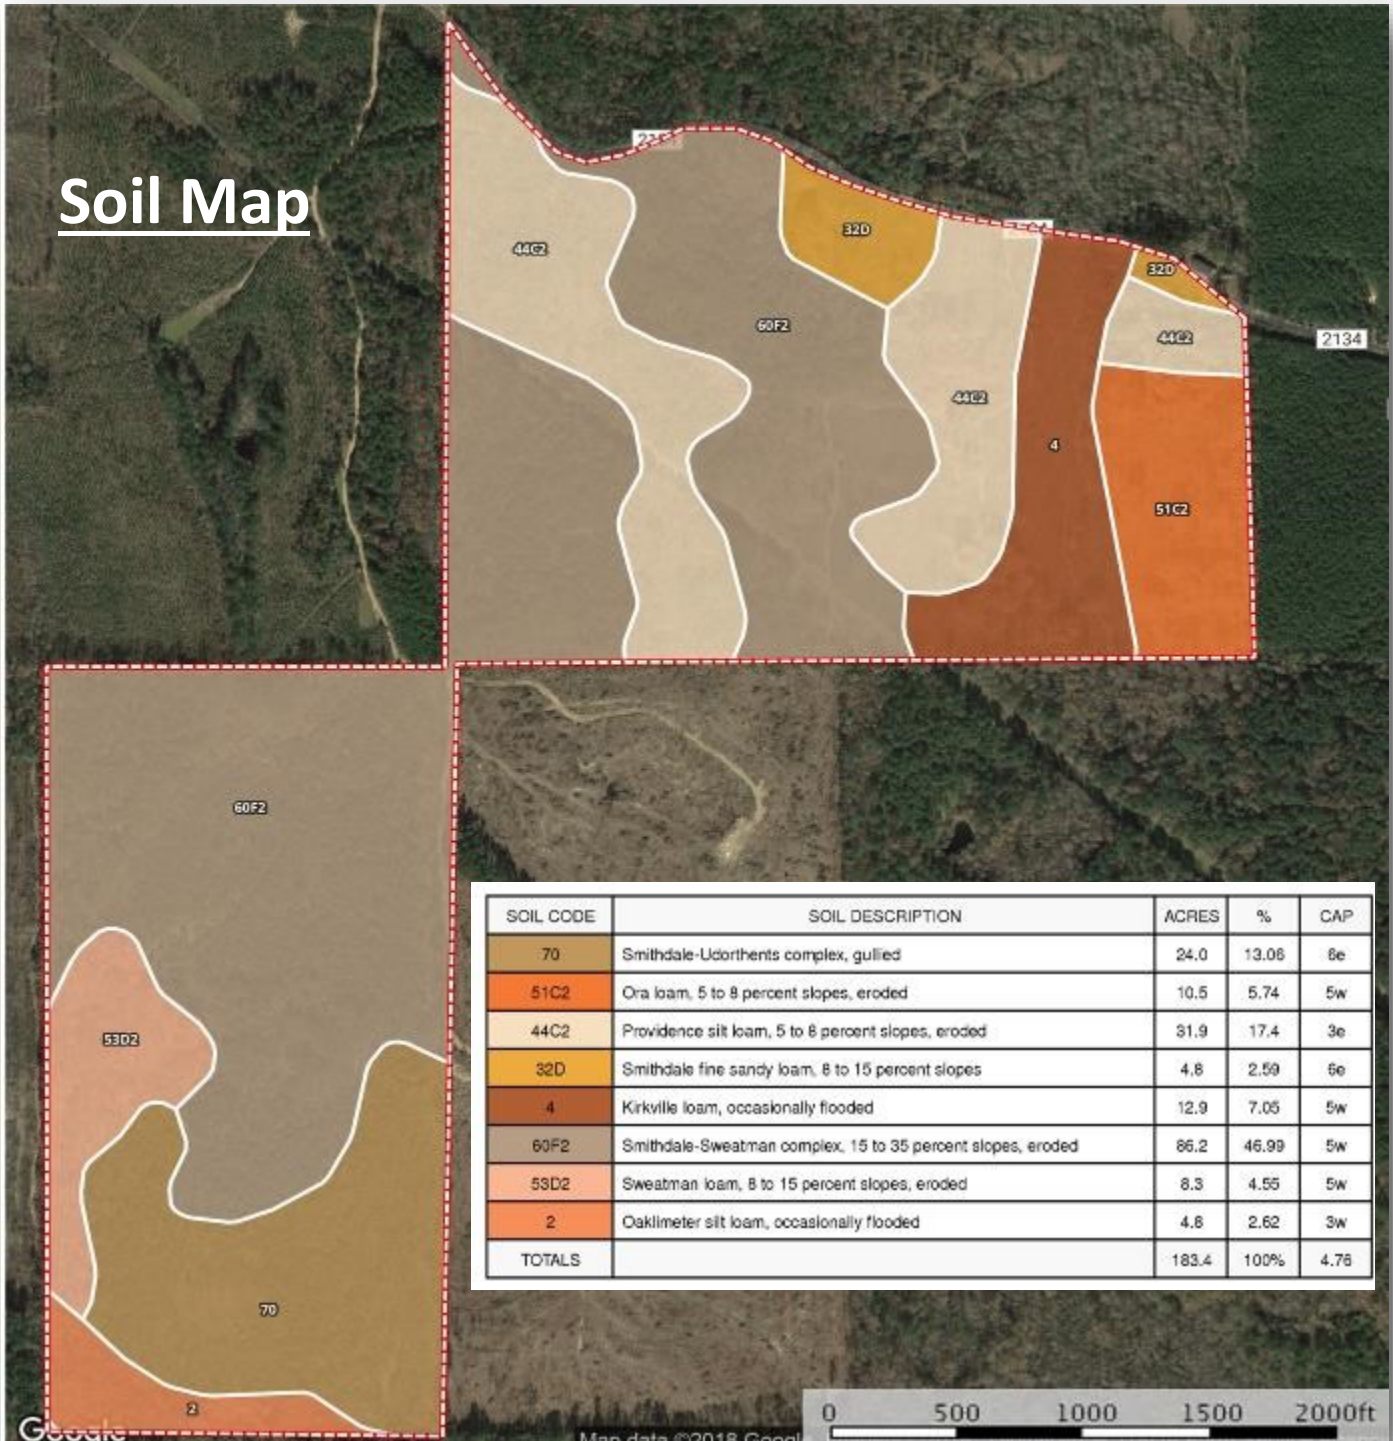 Soil Map
44C2
32D
32D
60F2
44C2
2134
44C2
4
51C2
60F2
53D2
70
2
SOIL CODE SOIL DESCRIPTION ACRES % CAP
70 Smithdale-Udorthents complex, gullied 24.0 13.06 6e
51C2 Ora loam, 5 to 8 percent slopes, eroded 10.5 5.74 5w
44C2 Providence silt loam, 5 to 8 percent slopes, eroded 31.9 17.4 3e
32D Smithdale fine sandy loam, 8 to 15 percent slopes 4.8 2.59 6e
4 Kirkville loam, occasionally flooded 12.9 7.05 5w
60F2 Smithdale-Sweatman complex, 15 to 35 percent slopes, eroded 86.2 46.99 5w
53D2 Sweatman loam, 8 to 15 percent slopes, eroded 8.3 4.55 5w
2 Oaklimeter silt loam, occasionally flooded 4.8 2.62 3w
TOTALS 183.4 100% 4.76
0 500 1000 1500 2000ft
Google
Map data ©2018 Googl